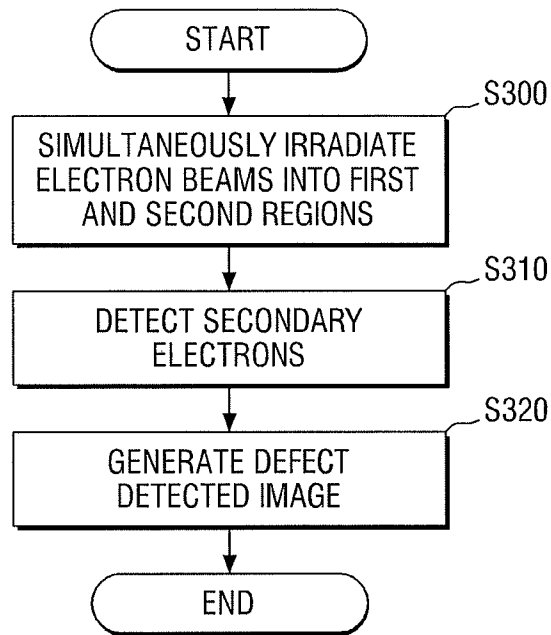 START
S300
SIMULTANEOUSLY IRRADIATE
ELECTRON BEAMS INTO FIRST
AND SECOND REGIONS
S310
DETECT SECONDARY
ELECTRONS
S320
GENERATE DEFECT
DETECTED IMAGE
END